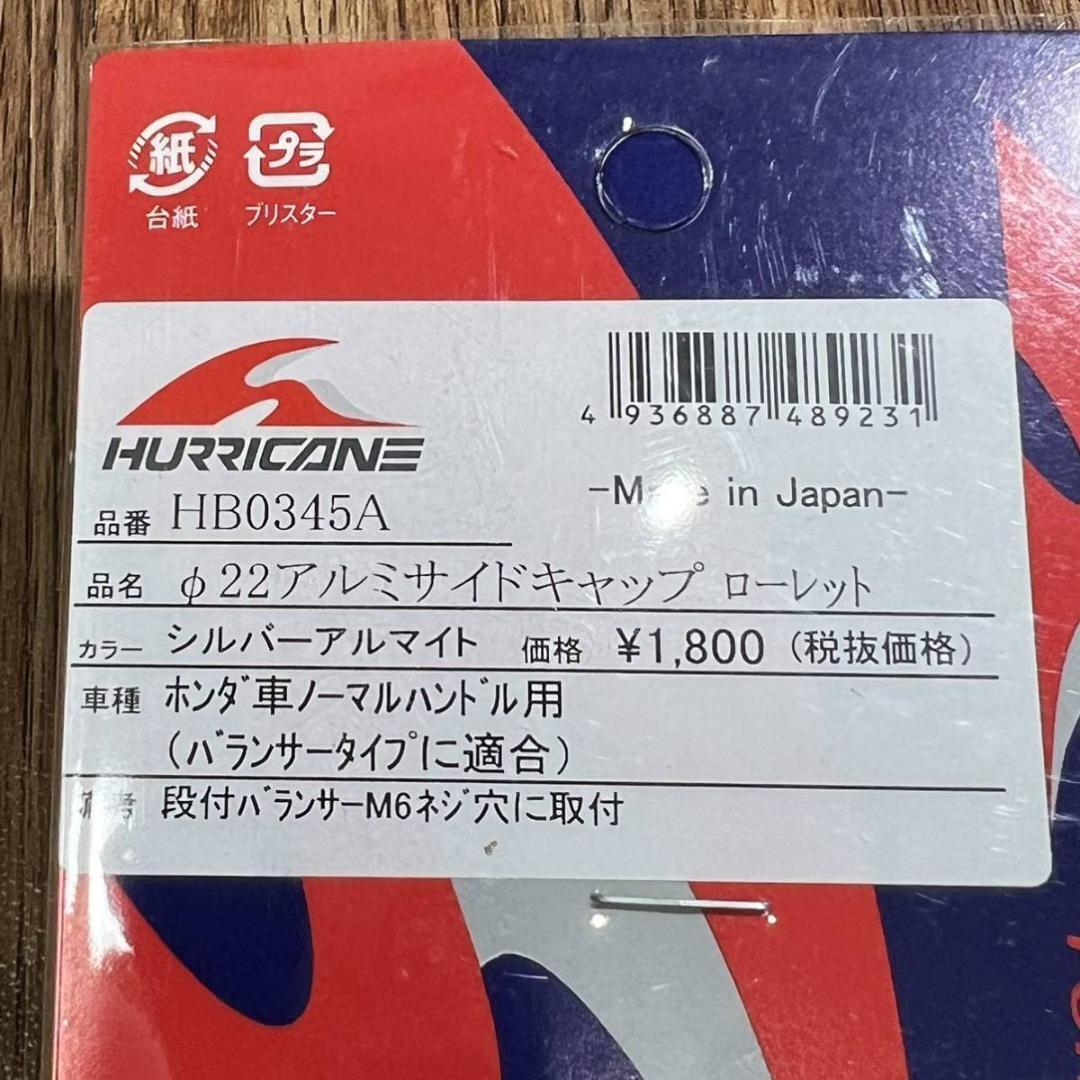 紙 プラ
台紙 ブリスター
HURRICANE
4 936887 489231
-Made in Japan-
品番 HB0345A
品名 φ22アルミサイドキャップ ローレット
カラー シルバーアルマイト 価格 ¥1,800 (税抜価格)
車種 ホンダ車ノーマルハンドル用
(バランサータイプに適合)
備考 段付バランサーM6ネジ穴に取付